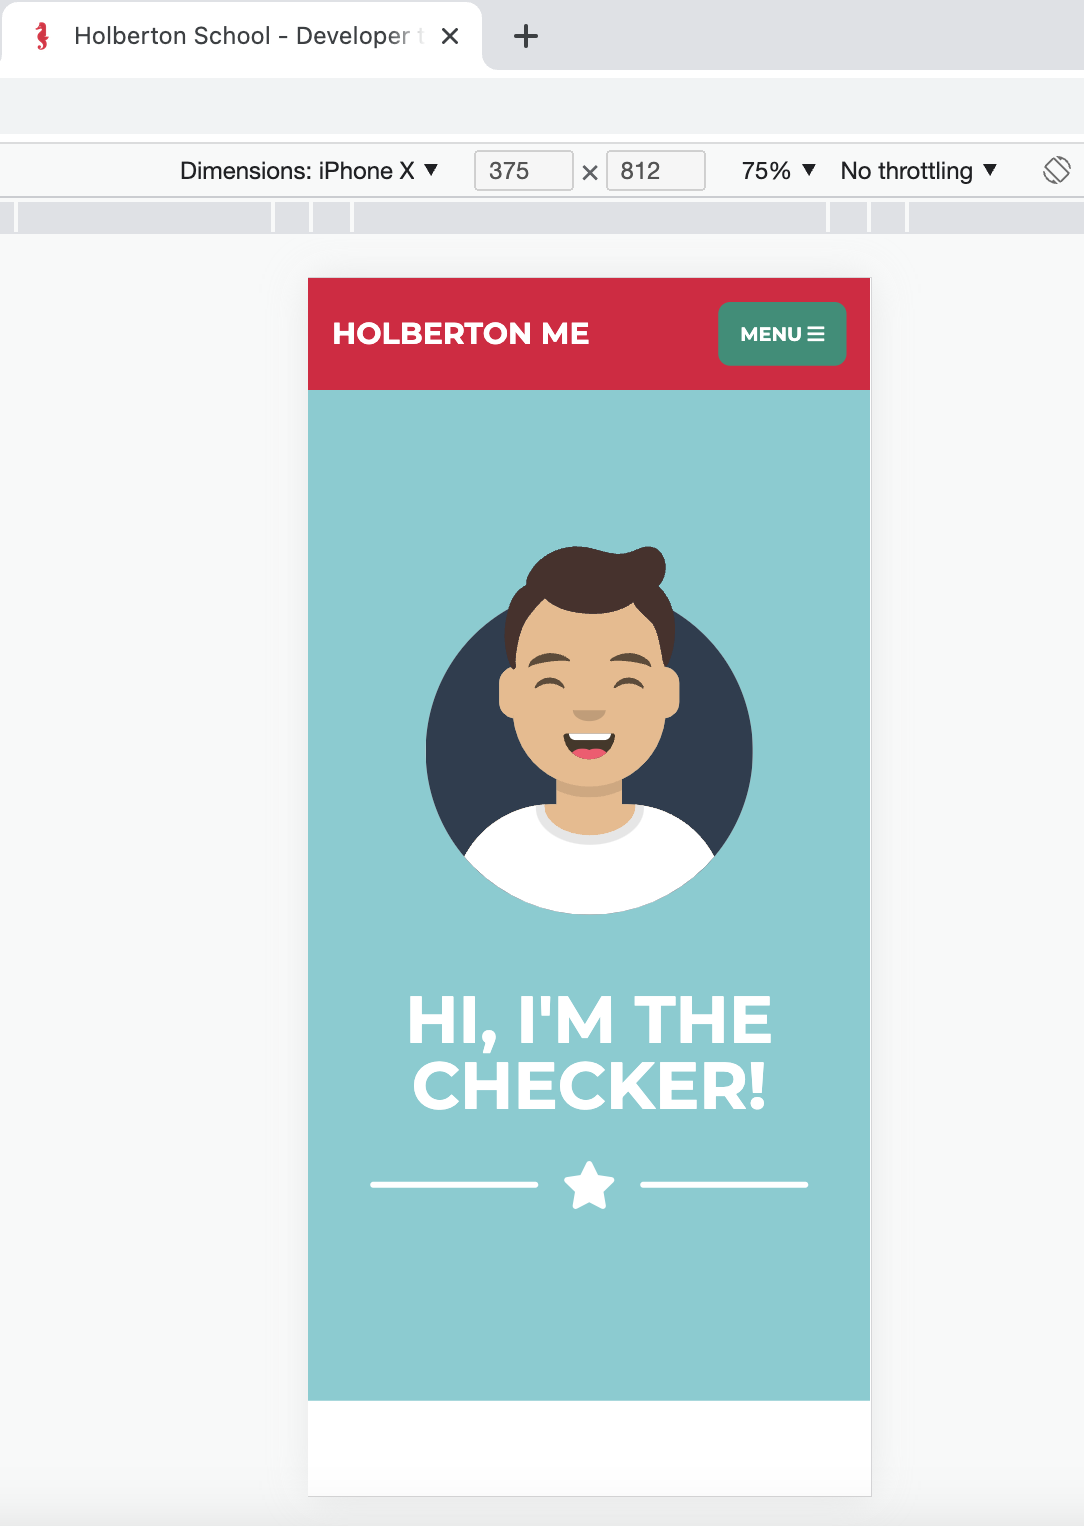 Holberton School - Developer t
Dimensions: iPhone X ▼ 375 × 812 75% ▼ No throttling ▼
HOLBERTON ME MENU
HI, I'M THE
CHECKER!